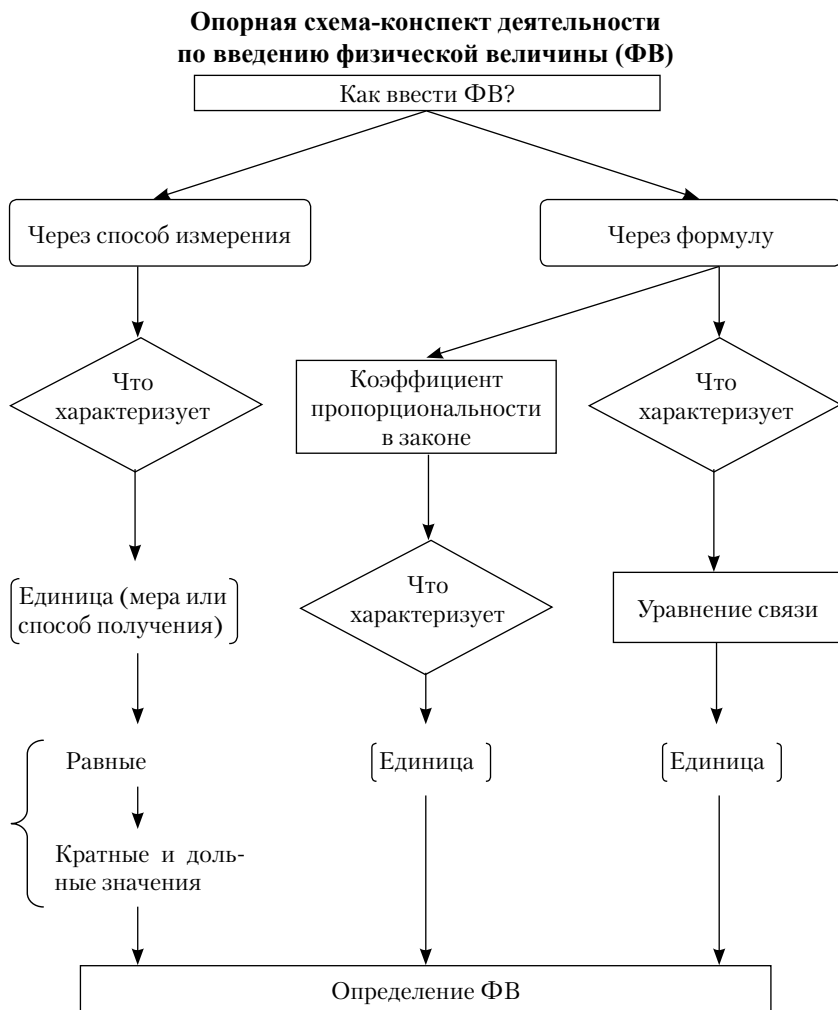 Опорная схема-конспект деятельности
по введению физической величины (ФВ)
Как ввести ФВ?
Через способ измерения
Через формулу
Что
характеризует
Коэффициент
пропорциональности
в законе
Что
характеризует
Единица (мера или
способ получения)
Что
характеризует
Уравнение связи
Равные
Единица
Единица
Кратные и доль-
ные значения
Определение ФВ